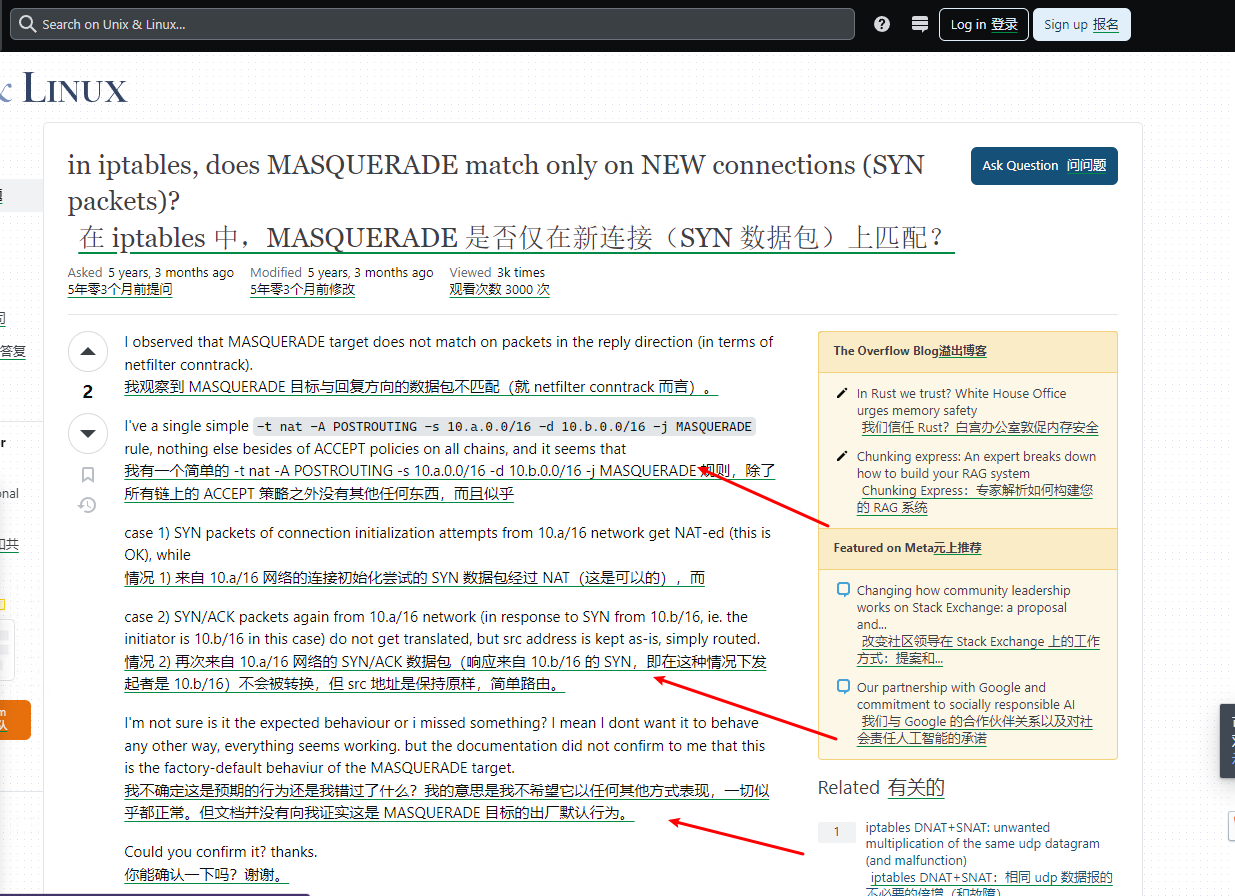 Search on Unix & Linux...
Log in 登录
Sign up 报名
LINUX
in iptables, does MASQUERADE match only on NEW connections (SYN
packets)?
在 iptables 中，MASQUERADE 是否仅在新连接（SYN 数据包）上匹配？
Ask Question 问问题
Asked 5 years, 3 months ago Modified 5 years, 3 months ago Viewed 3k times
5年零3个月前提问 5年零3个月前修改 观看次数 3000 次
答复
2
I observed that MASQUERADE target does not match on packets in the reply direction (in terms of
netfilter conntrack).
我观察到 MASQUERADE 目标与回复方向的数据包不匹配（就 netfilter conntrack 而言）。
I've a single simple -t nat -A POSTROUTING -s 10.a.0.0/16 -d 10.b.0.0/16 -j MASQUERADE
rule, nothing else besides of ACCEPT policies on all chains, and it seems that
我有一个简单的 -t nat -A POSTROUTING -s 10.a.0.0/16 -d 10.b.0.0/16 -j MASQUERADE 规则，除了
所有链上的 ACCEPT 策略之外没有其他任何东西，而且似乎
case 1) SYN packets of connection initialization attempts from 10.a/16 network get NAT-ed (this is
OK), while
情况 1) 来自 10.a/16 网络的连接初始化尝试的 SYN 数据包经过 NAT（这是可以的），而
case 2) SYN/ACK packets again from 10.a/16 network (in response to SYN from 10.b/16, ie. the
initiator is 10.b/16 in this case) do not get translated, but src address is kept as-is, simply routed.
情况 2) 再次来自 10.a/16 网络的 SYN/ACK 数据包（响应来自 10.b/16 的 SYN，即在这种情况下发
起者是 10.b/16）不会被转换，但 src 地址是保持原样，简单路由。
I'm not sure is it the expected behaviour or i missed something? I mean I dont want it to behave
any other way, everything seems working. but the documentation did not confirm to me that this
is the factory-default behaviur of the MASQUERADE target.
我不确定这是预期的行为还是我错过了什么？我的意思是我不希望它以任何其他方式表现，一切似
乎都正常。但文档并没有向我证实这是 MASQUERADE 目标的出厂默认行为。
Could you confirm it? thanks.
你能确认一下吗？谢谢。
The Overflow Blog溢出博客
In Rust we trust? White House Office
urges memory safety
我们信任 Rust？白宫办公室敦促内存安全
Chunking express: An expert breaks down
how to build your RAG system
Chunking Express：专家解析如何构建您
的 RAG 系统
Featured on Meta元上推荐
Changing how community leadership
works on Stack Exchange: a proposal
and...
改变社区领导在 Stack Exchange 上的工作
方式：提案和...
Our partnership with Google and
commitment to socially responsible AI
我们与 Google 的合作伙伴关系以及对社
会责任人工智能的承诺
Related 有关的
1
iptables DNAT+SNAT: unwanted
multiplication of the same udp datagram
(and malfunction)
iptables DNAT+SNAT：相同 udp 数据报的
不必要的倍增（和故障）